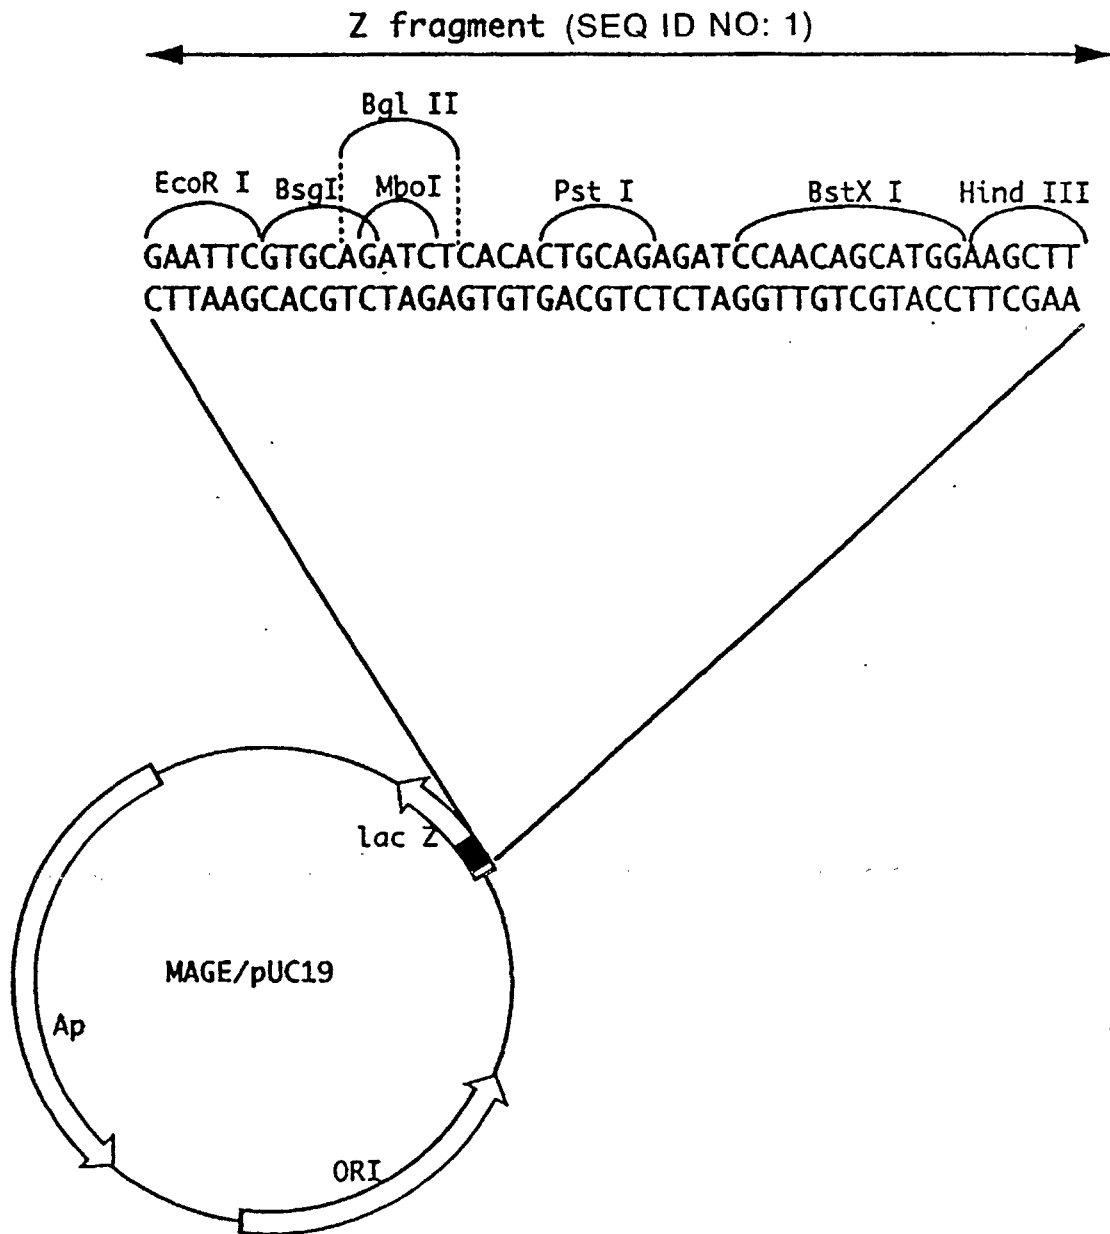 Z fragment (SEQ ID NO: 1)
Bgl II
EcoR I BsgI MboI Pst I BstX I Hind III
GAATTCGTGCAGATCTCACACTGCAGAGATCCAACAGCATGGAAGCTT
CTTAAGCACGTCTAGAGTGTGACGTCTCTAGGTTGTCGTACCTTCGAA
lac Z
MAGE/pUC19
Ap
ORI